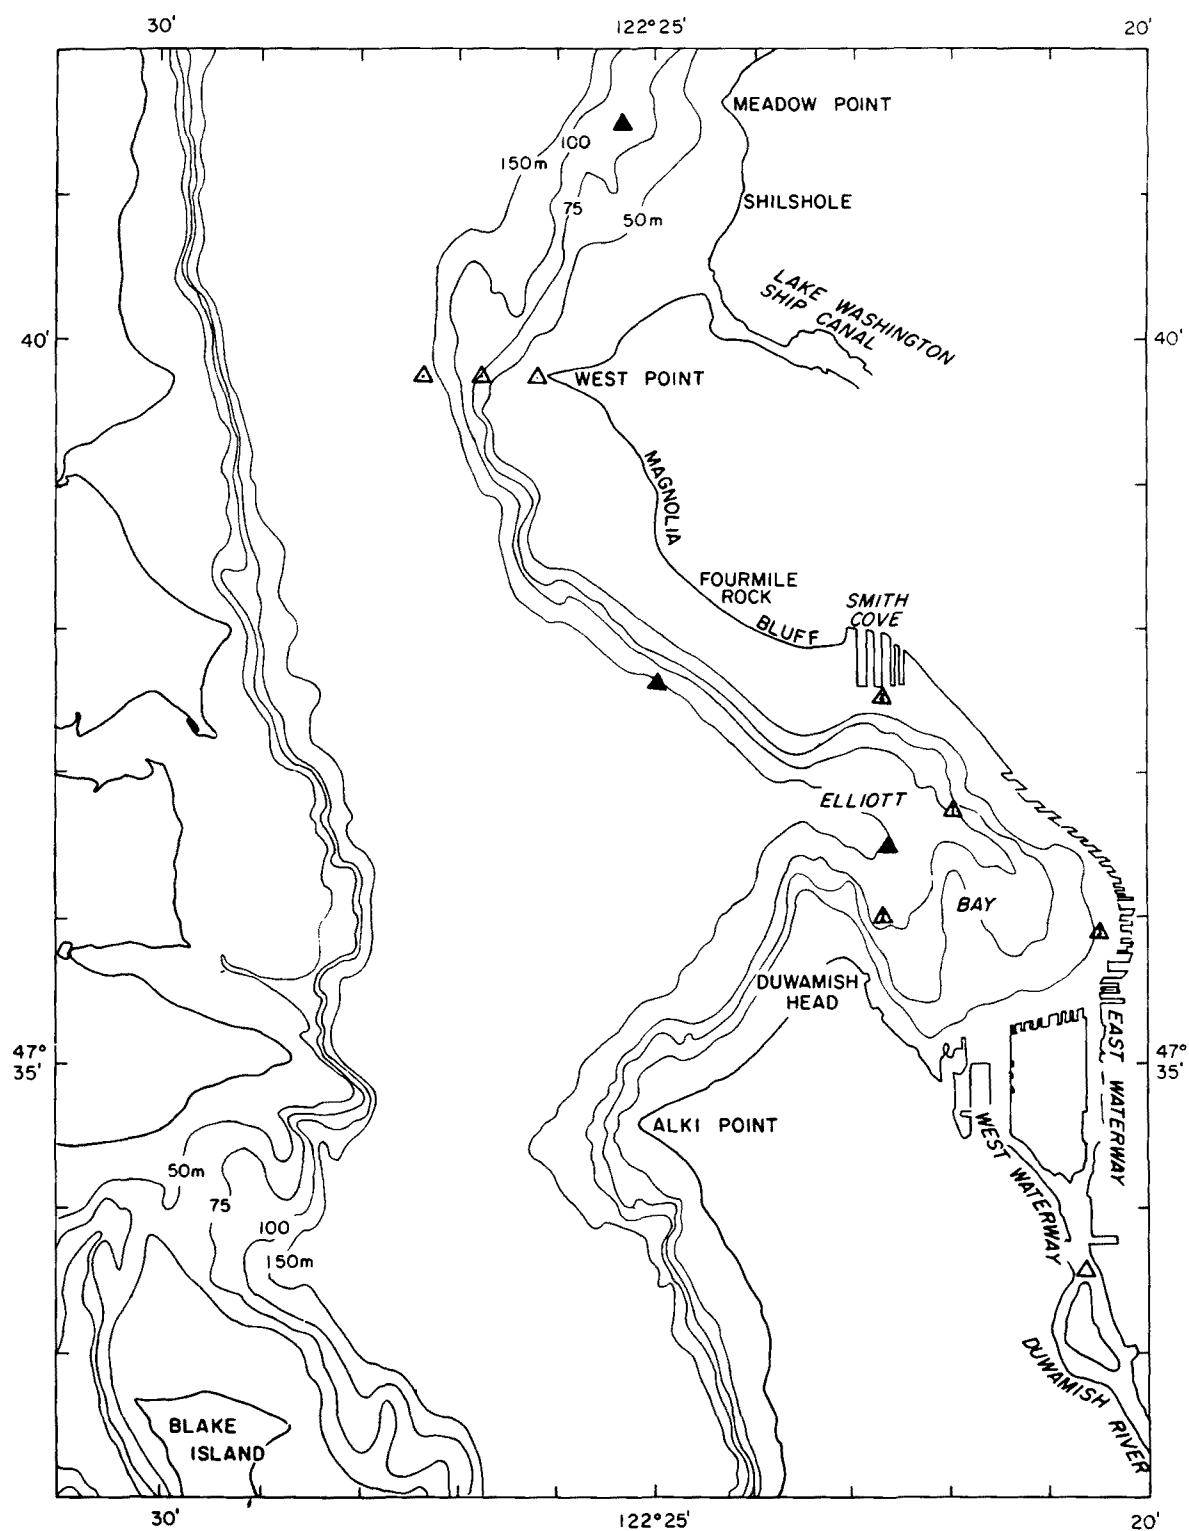 30'
122°25'
20'
MEADOW POINT
100
150m
SHILSHOLE
75
50m
LAKE WASHINGTON
SHIP CANAL
40'
40'
WEST POINT
MAGNOLIA
FOURMILE
ROCK
BLUFF
SMITH
COVE
ELLIOTT
BAY
DUWAMISH
HEAD
EAST WATERWAY
47°
35'
47°
35'
ALKI POINT
WEST WATERWAY
50m
75
100
150m
DUWAMISH RIVER
BLAKE
ISLAND
30'
122°25'
20'